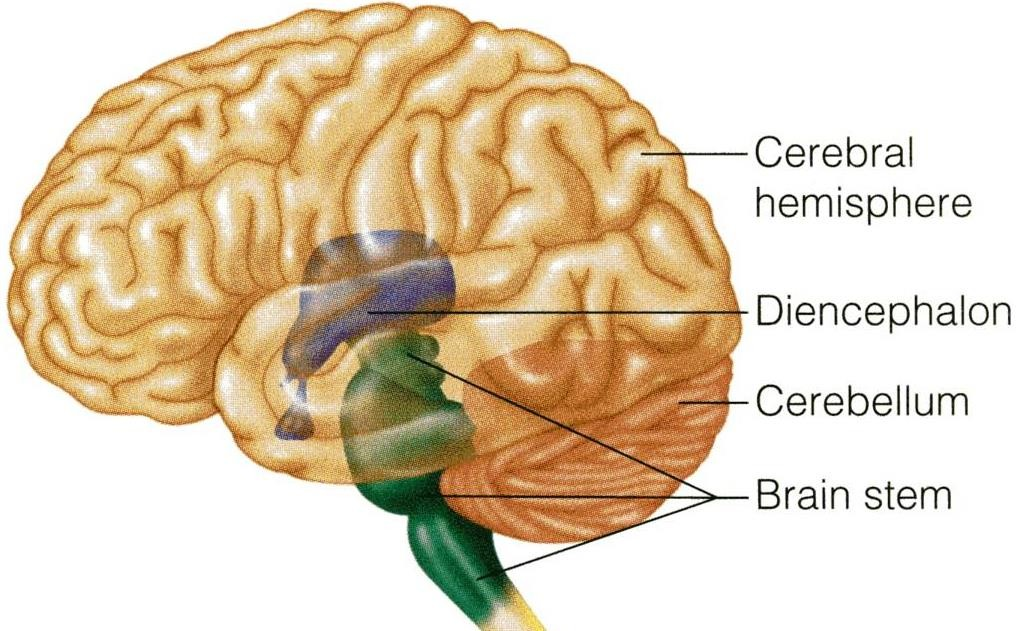 Cerebral
hemisphere
Diencephalon
Cerebellum
Brain stem